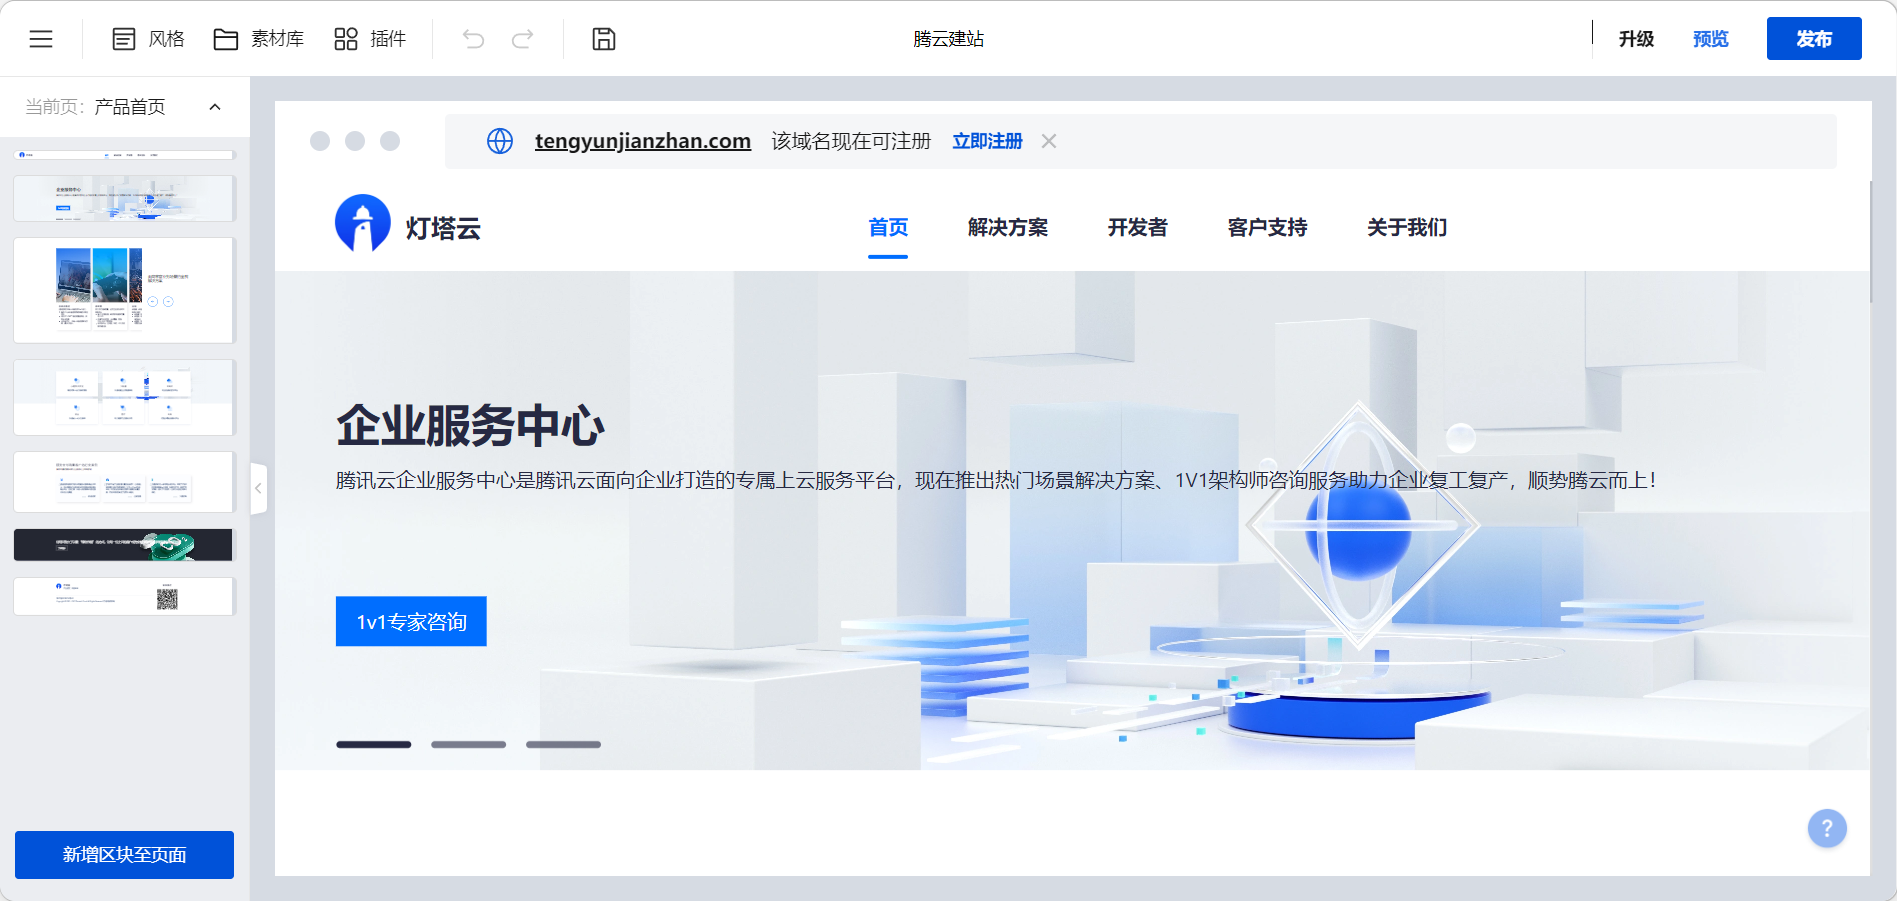 风格
素材库
插件
腾云建站
升级
预览
发布
当前页：产品首页
tengyunjianzhan.com 该域名现在可注册 立即注册
灯塔云
首页
解决方案
开发者
客户支持
关于我们
企业服务中心
腾讯云企业服务中心是腾讯云面向企业打造的专属上云服务平台，现在推出热门场景解决方案、1V1架构师咨询服务助力企业复工复产，顺势腾云而上！
1v1专家咨询
新增区块至页面
?